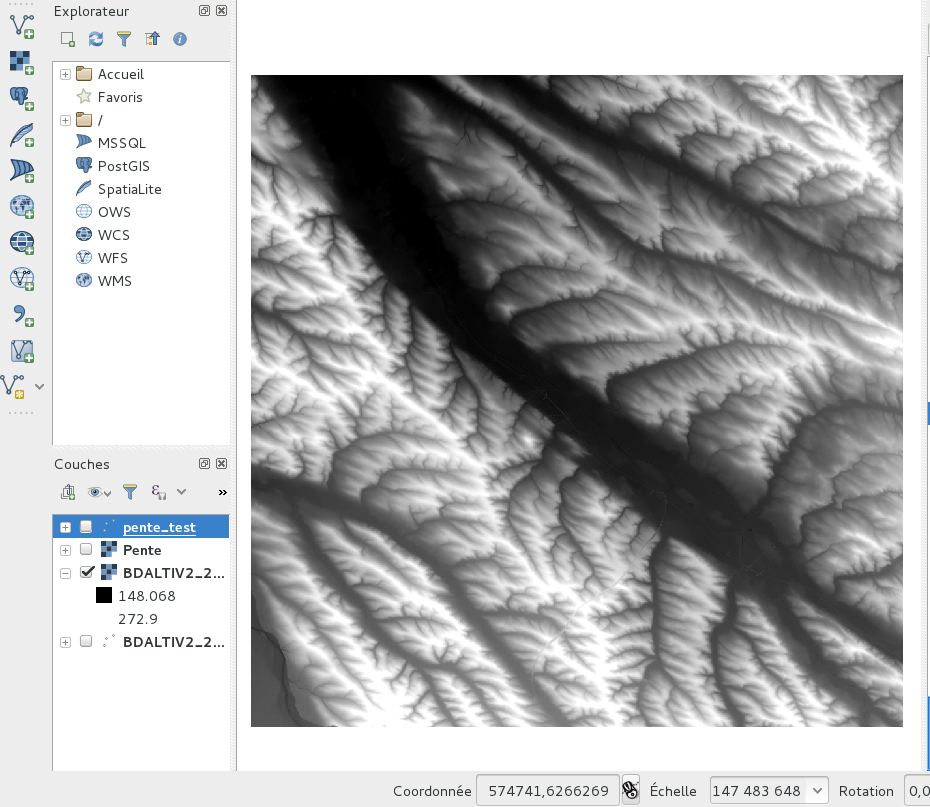 Explorateur
Accueil
Favoris
/
MSSQL
PostGIS
SpatiaLite
OWS
WCS
WFS
WMS
Couches
»
pente_test
Pente
BDALTIV2_2...
148.068
272.9
BDALTIV2_2...
Coordonnée 574741,6266269 Échelle 147 483 648 Rotation 0,0